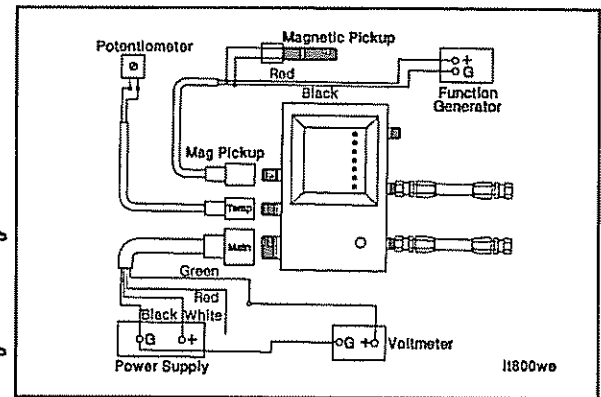 Magnetic Pickup
Potentiometer
Red
Black
+
G
Function
Generator
Mag Pickup
Temp
Main
Green
Red
Black White
G +
G +
Voltmeter
Power Supply
lt800we